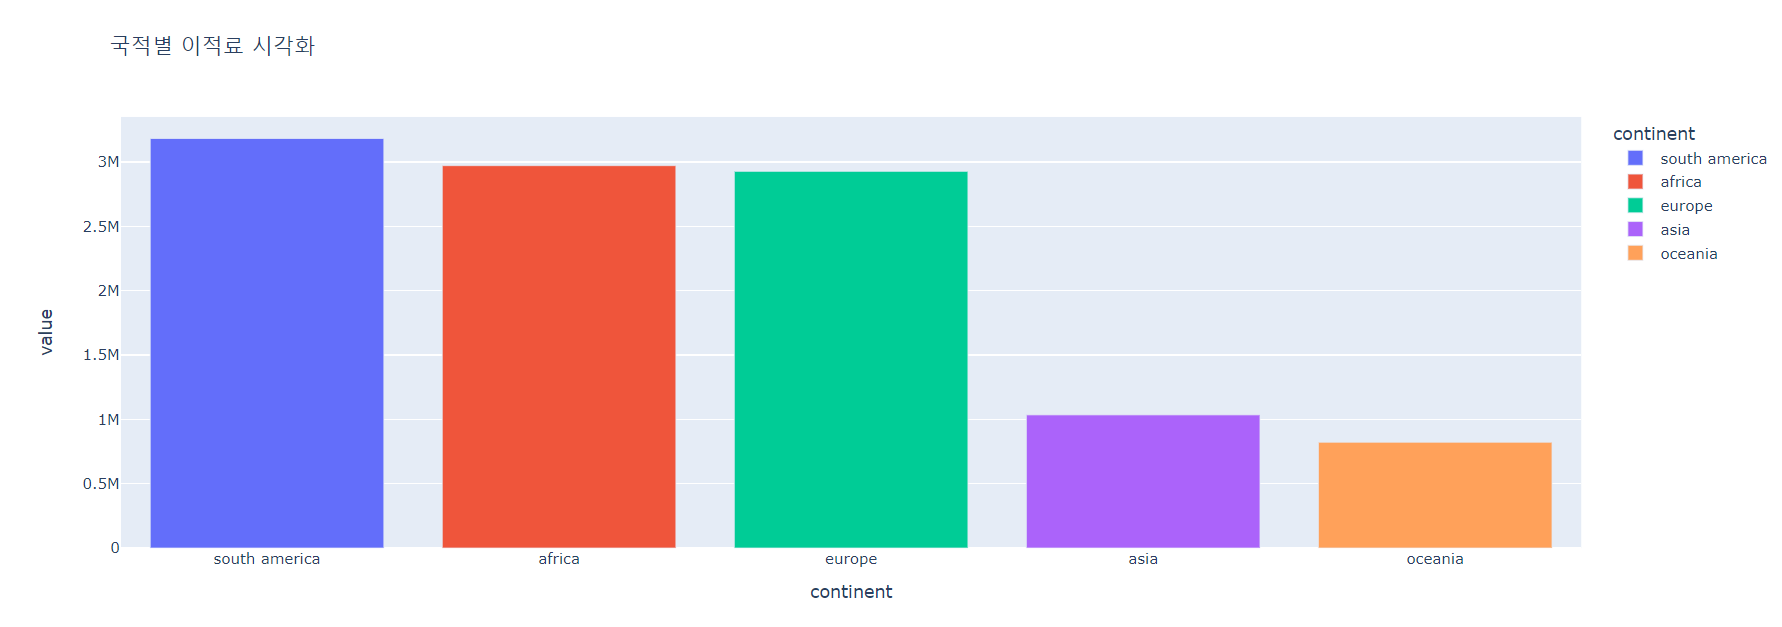 국적별 이적료 시각화
value
3M
2.5M
2M
1.5M
1M
0.5M
0
south america
africa
europe
asia
oceania
continent
continent
south america
africa
europe
asia
oceania